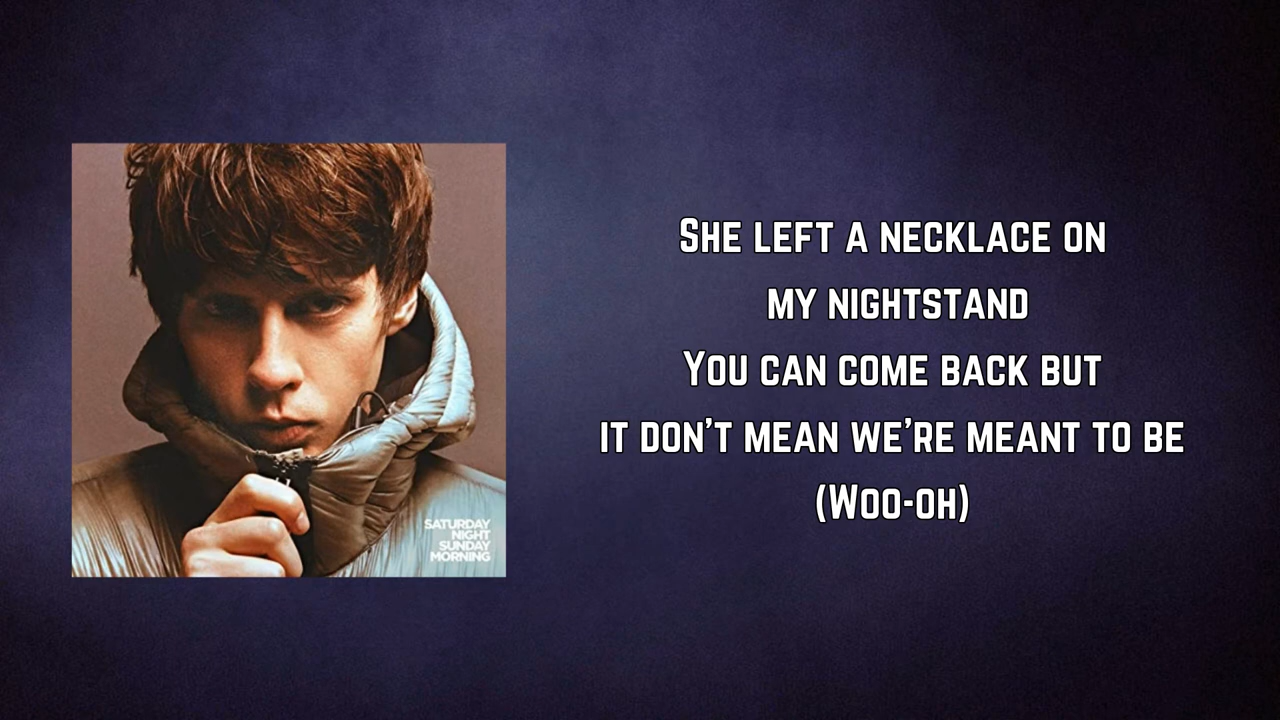 SATURDAY
NIGHT
SUNDAY
MORNING
She left a necklace on
my nightstand
You can come back but
it don't mean we're meant to be
(Woo-oh)